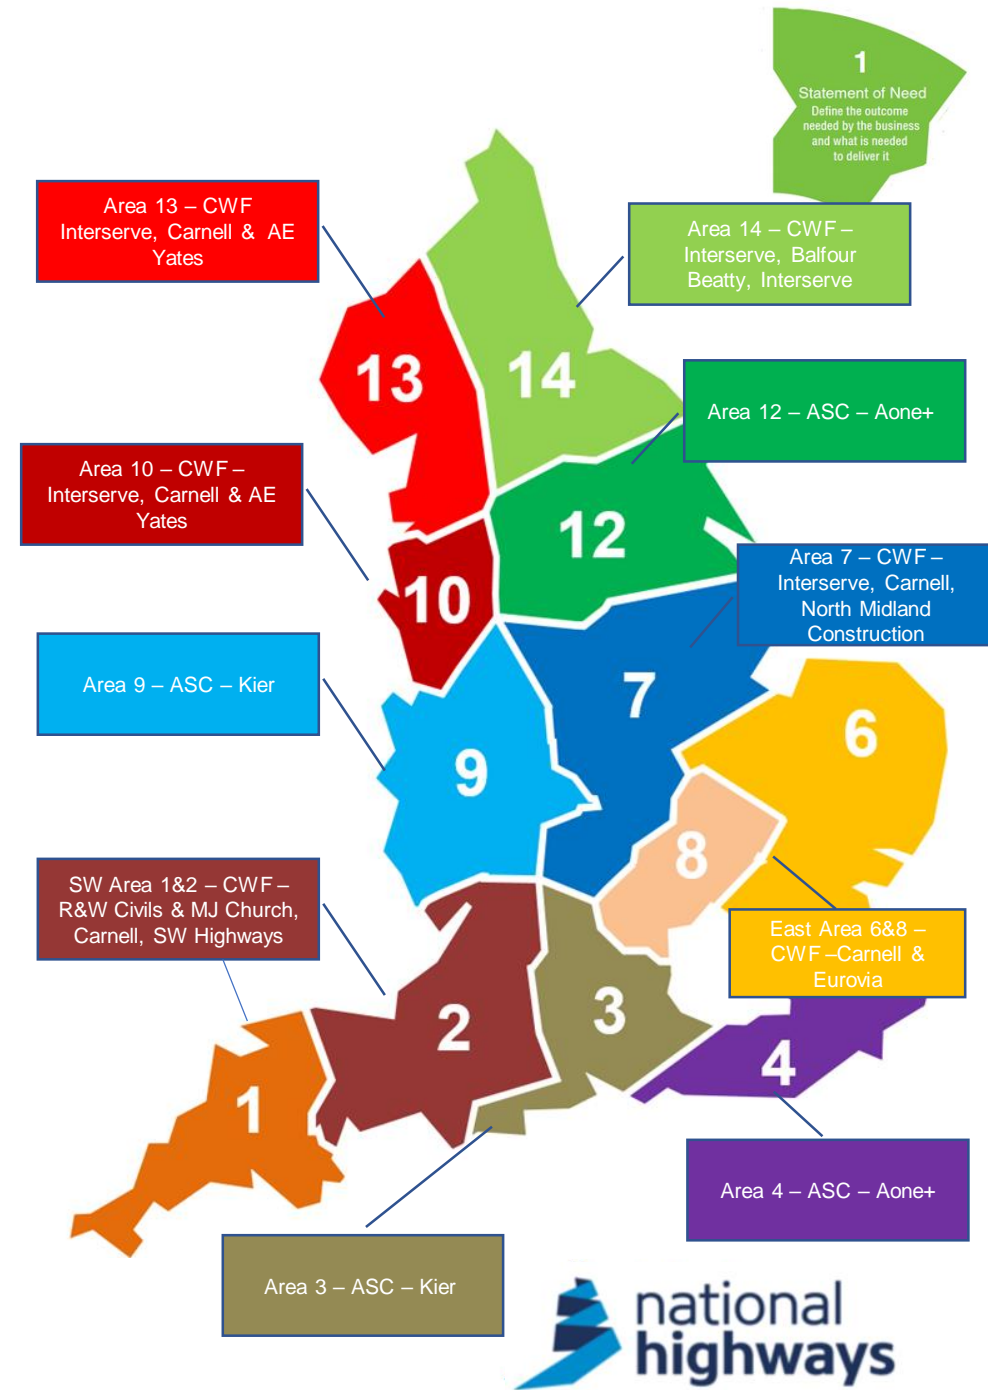 1
Statement of Need
Define the outcome
needed by the business
and what is needed
to deliver it
Area 13 – CWF
Interserve, Carnell & AE
Yates
Area 14 – CWF –
Interserve, Balfour
Beatty, Interserve
13
14
Area 12 – ASC – Aone+
Area 10 – CWF –
Interserve, Carnell & AE
Yates
12
Area 7 – CWF –
Interserve, Carnell,
North Midland
Construction
10
Area 9 – ASC – Kier
7
6
9
8
SW Area 1&2 – CWF –
R&W Civils & MJ Church,
Carnell, SW Highways
East Area 6&8 –
CWF –Carnell &
Eurovia
3
2
4
1
Area 4 – ASC – Aone+
Area 3 – ASC – Kier
national
highways